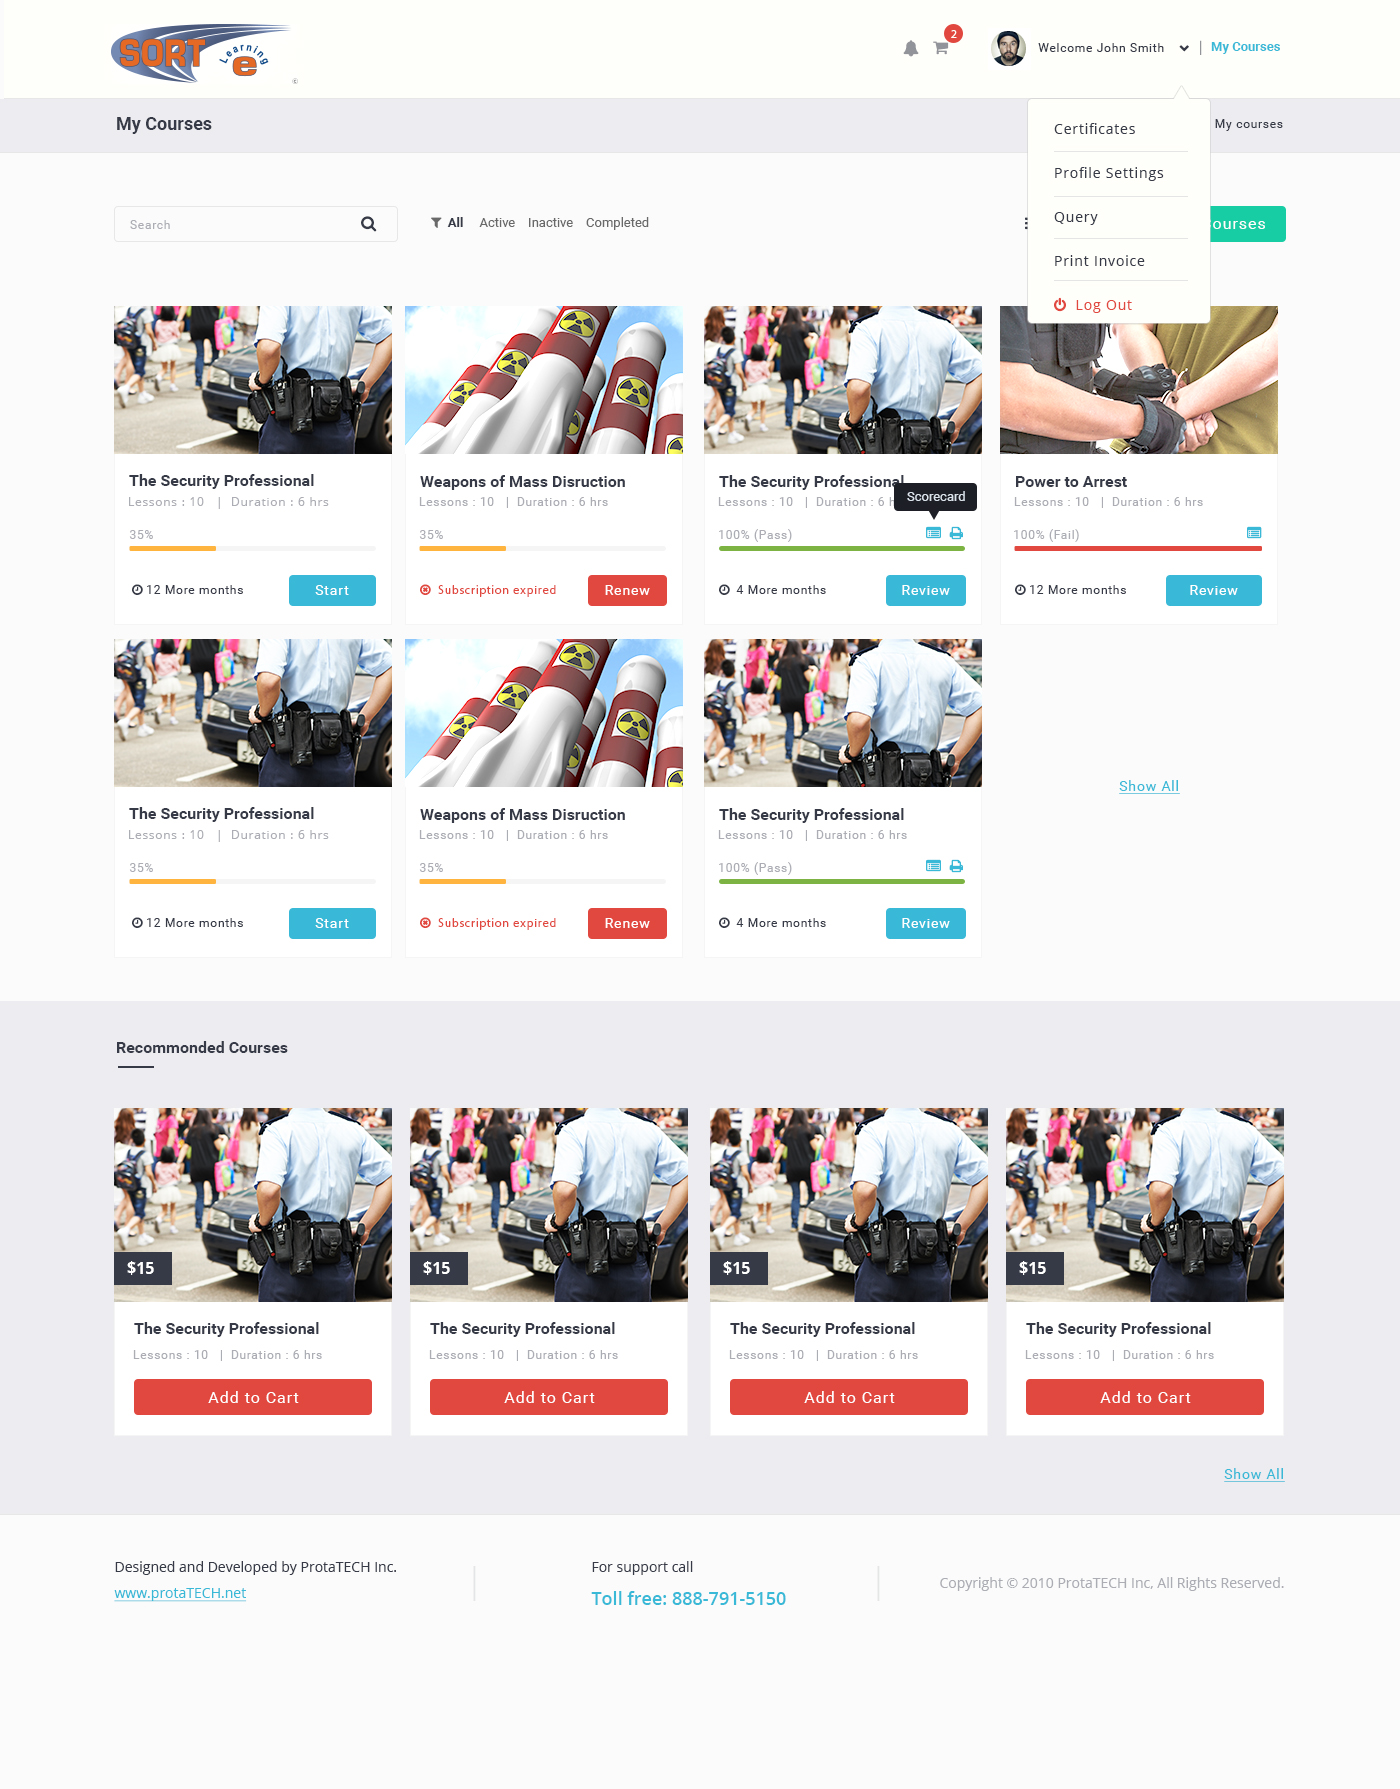 SORT
Learning
e
©
2
Welcome John Smith
|
My Courses
My Courses
My courses
Certificates
Profile Settings
Query
Print Invoice
Log Out
Search
All
Active
Inactive
Completed
ourses
The Security Professional
Lessons : 10 | Duration : 6 hrs
35%
12 More months
Start
Weapons of Mass Disruction
Lessons : 10 | Duration : 6 hrs
35%
Subscription expired
Renew
The Security Professional
Lessons : 10 | Duration : 6 h
Scorecard
100% (Pass)
4 More months
Review
Power to Arrest
Lessons : 10 | Duration : 6 hrs
100% (Fail)
12 More months
Review
The Security Professional
Lessons : 10 | Duration : 6 hrs
35%
12 More months
Start
Weapons of Mass Disruction
Lessons : 10 | Duration : 6 hrs
35%
Subscription expired
Renew
The Security Professional
Lessons : 10 | Duration : 6 hrs
100% (Pass)
4 More months
Review
Show All
Recommonded Courses
$15
The Security Professional
Lessons : 10 | Duration : 6 hrs
Add to Cart
$15
The Security Professional
Lessons : 10 | Duration : 6 hrs
Add to Cart
$15
The Security Professional
Lessons : 10 | Duration : 6 hrs
Add to Cart
$15
The Security Professional
Lessons : 10 | Duration : 6 hrs
Add to Cart
Show All
Designed and Developed by ProtaTECH Inc.
www.protaTECH.net
For support call
Toll free: 888-791-5150
Copyright © 2010 ProtaTECH Inc, All Rights Reserved.